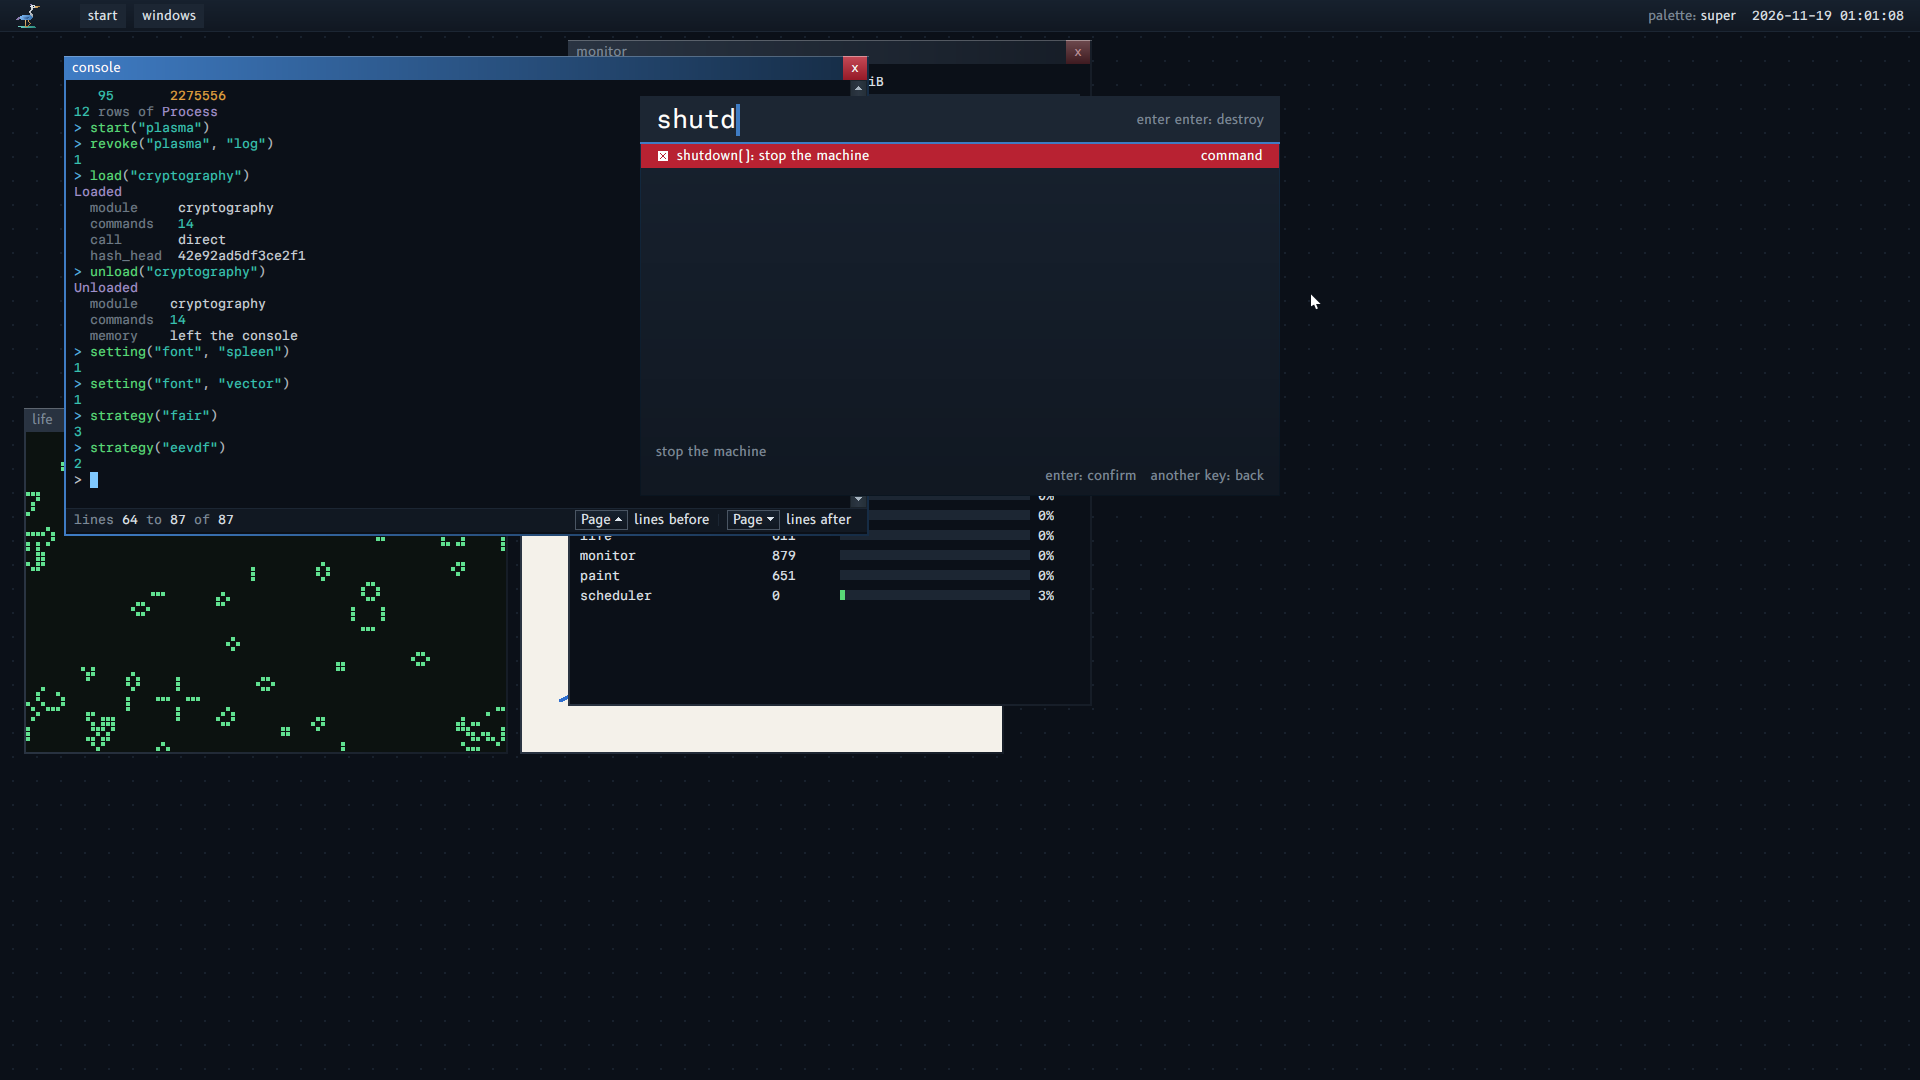 start windows palette: super 2026-11-19 01:01:08
monitor x
console x
iB
95 2275556
12 rows of Process
> start("plasma")
> revoke("plasma", "log")
1
> load("cryptography")
Loaded
module cryptography
commands 14
call direct
hash_head 42e92ad5df3ce2f1
> unload("cryptography")
Unloaded
module cryptography
commands 14
memory left the console
> setting("font", "spleen")
1
> setting("font", "vector")
1
> strategy("fair")
3
> strategy("eevdf")
2
>
lines 64 to 87 of 87 Page lines before Page lines after
shutd enter enter: destroy
shutdown[]: stop the machine command
stop the machine
enter: confirm another key: back
life
0%
0%
0%
monitor 879 0%
paint 651 0%
scheduler 0 3%